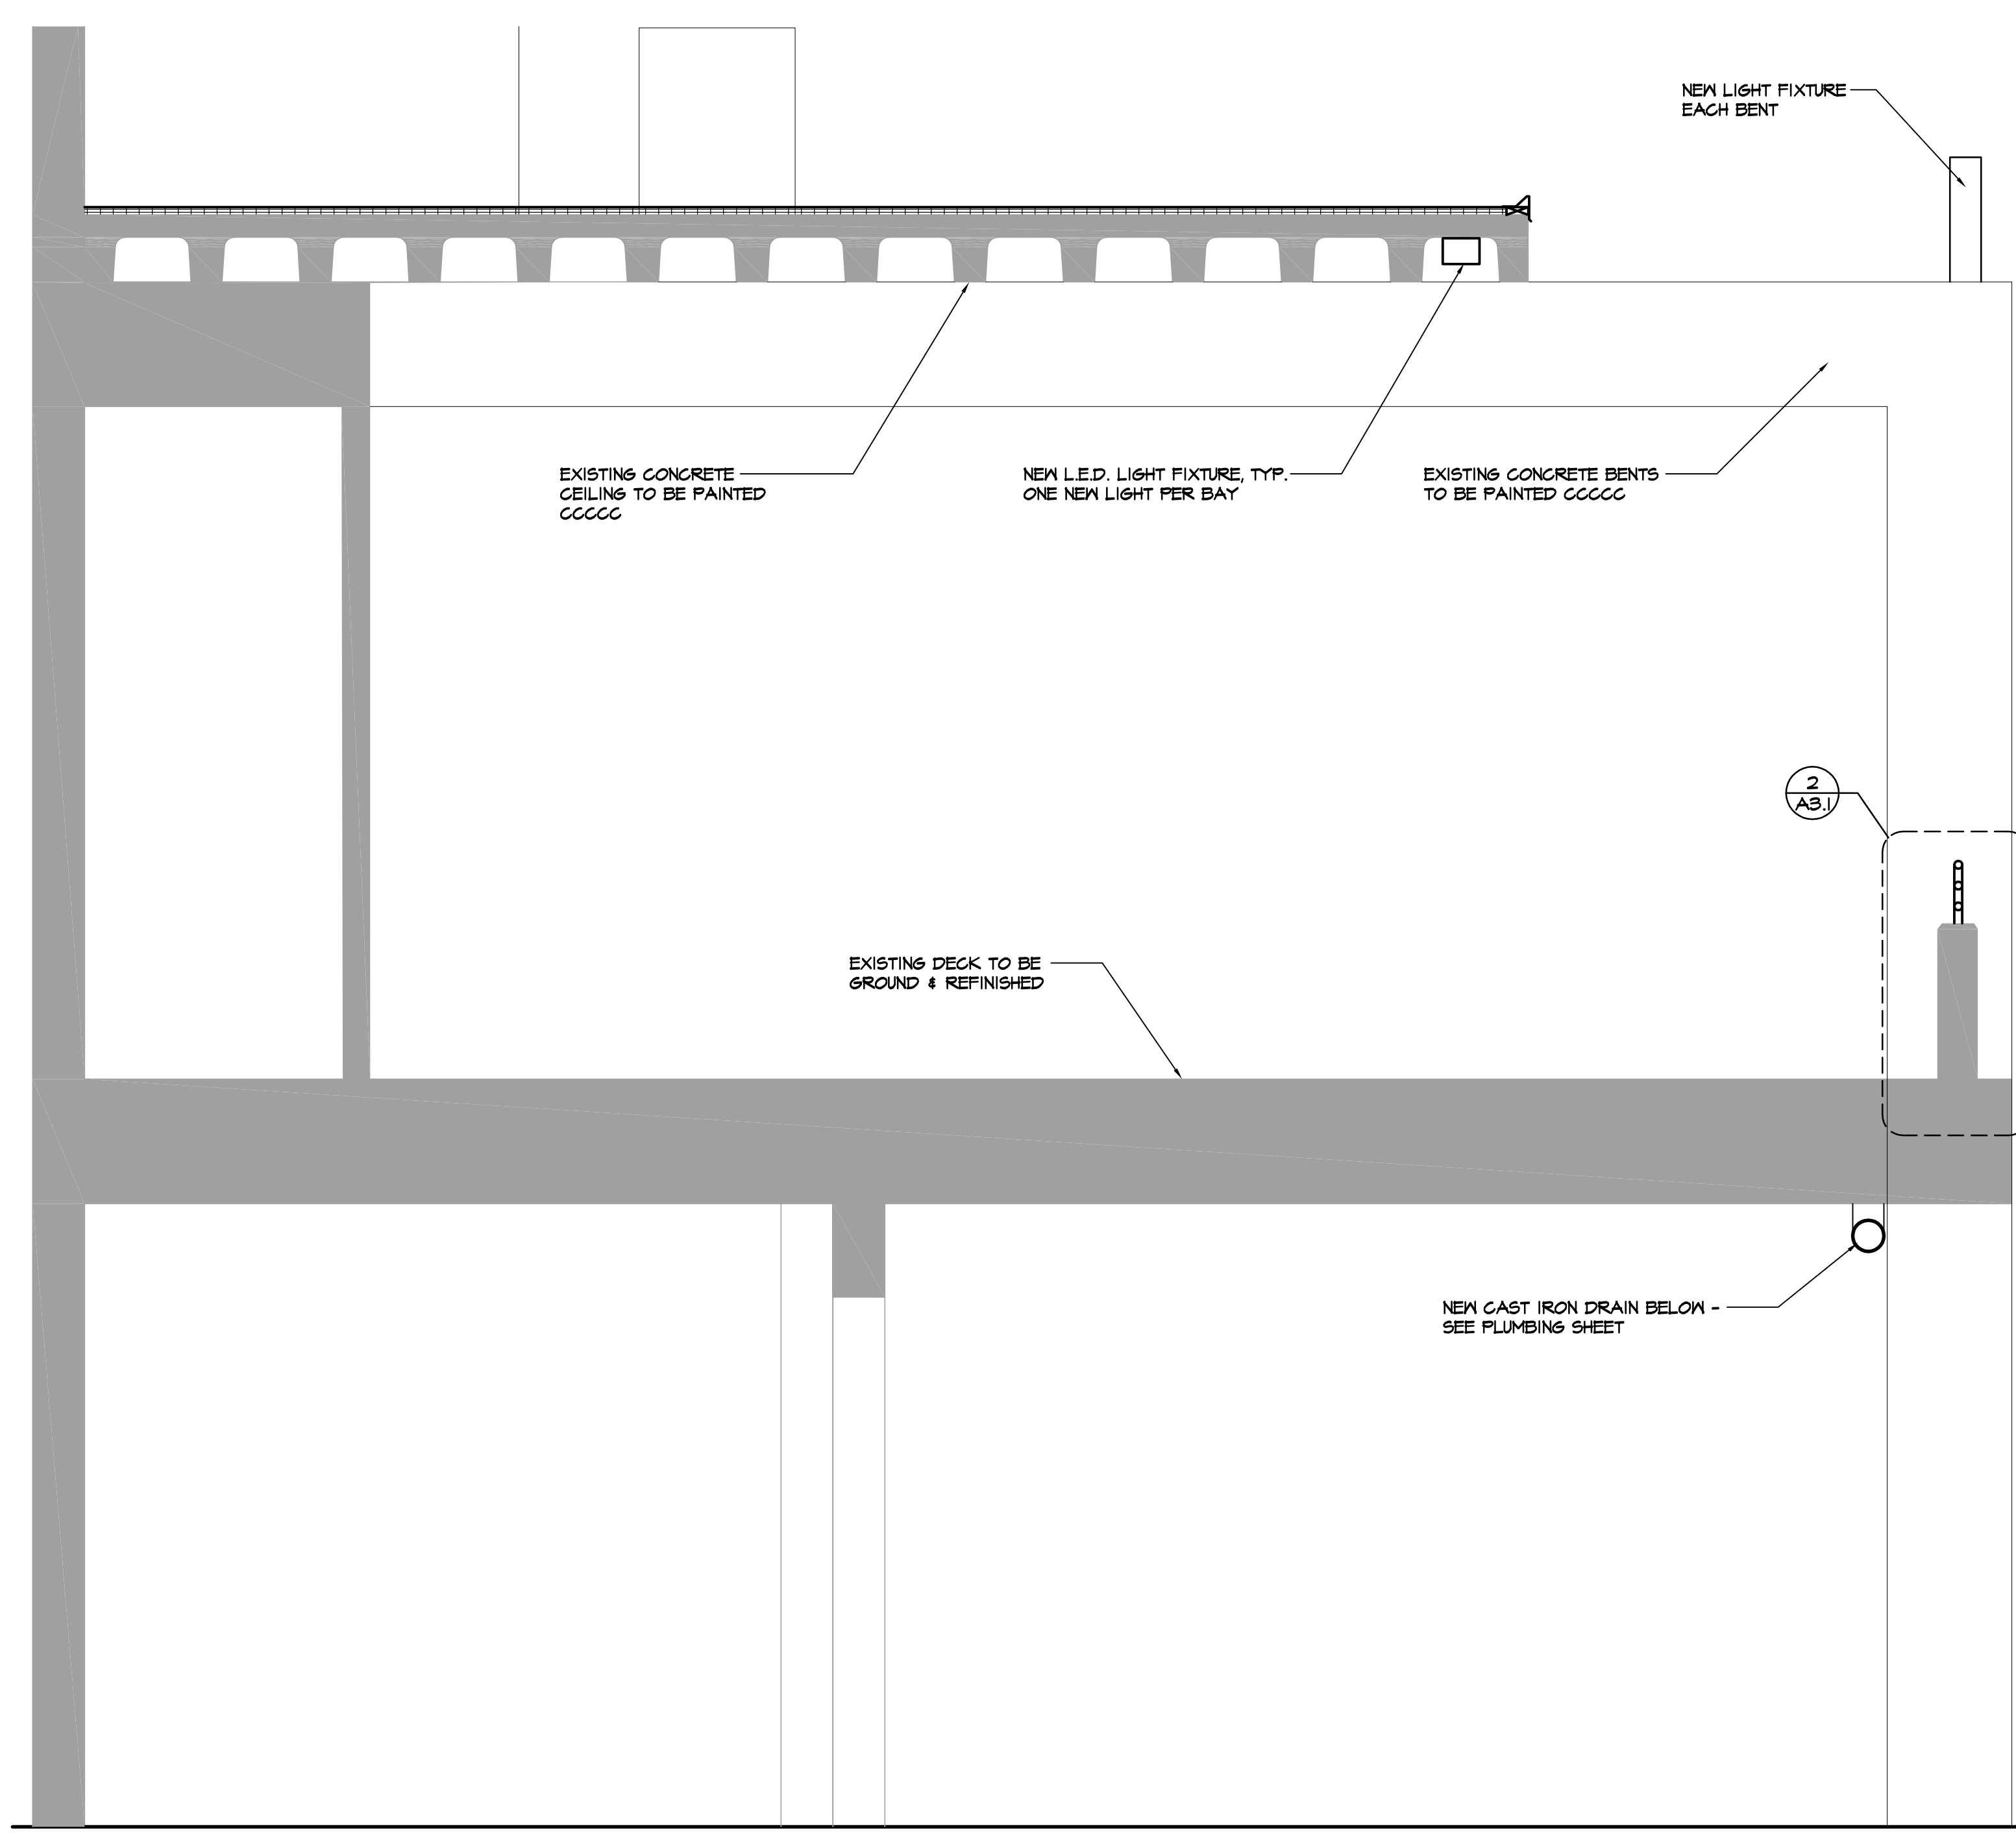 NEW LIGHT FIXTURE
EACH BENT
EXISTING CONCRETE
CEILING TO BE PAINTED
CCCCC
NEW L.E.D. LIGHT FIXTURE, TYP.
ONE NEW LIGHT PER BAY
EXISTING CONCRETE BENTS
TO BE PAINTED CCCCC
2
A3.1
EXISTING DECK TO BE
GROUND & REFINISHED
NEW CAST IRON DRAIN BELOW -
SEE PLUMBING SHEET